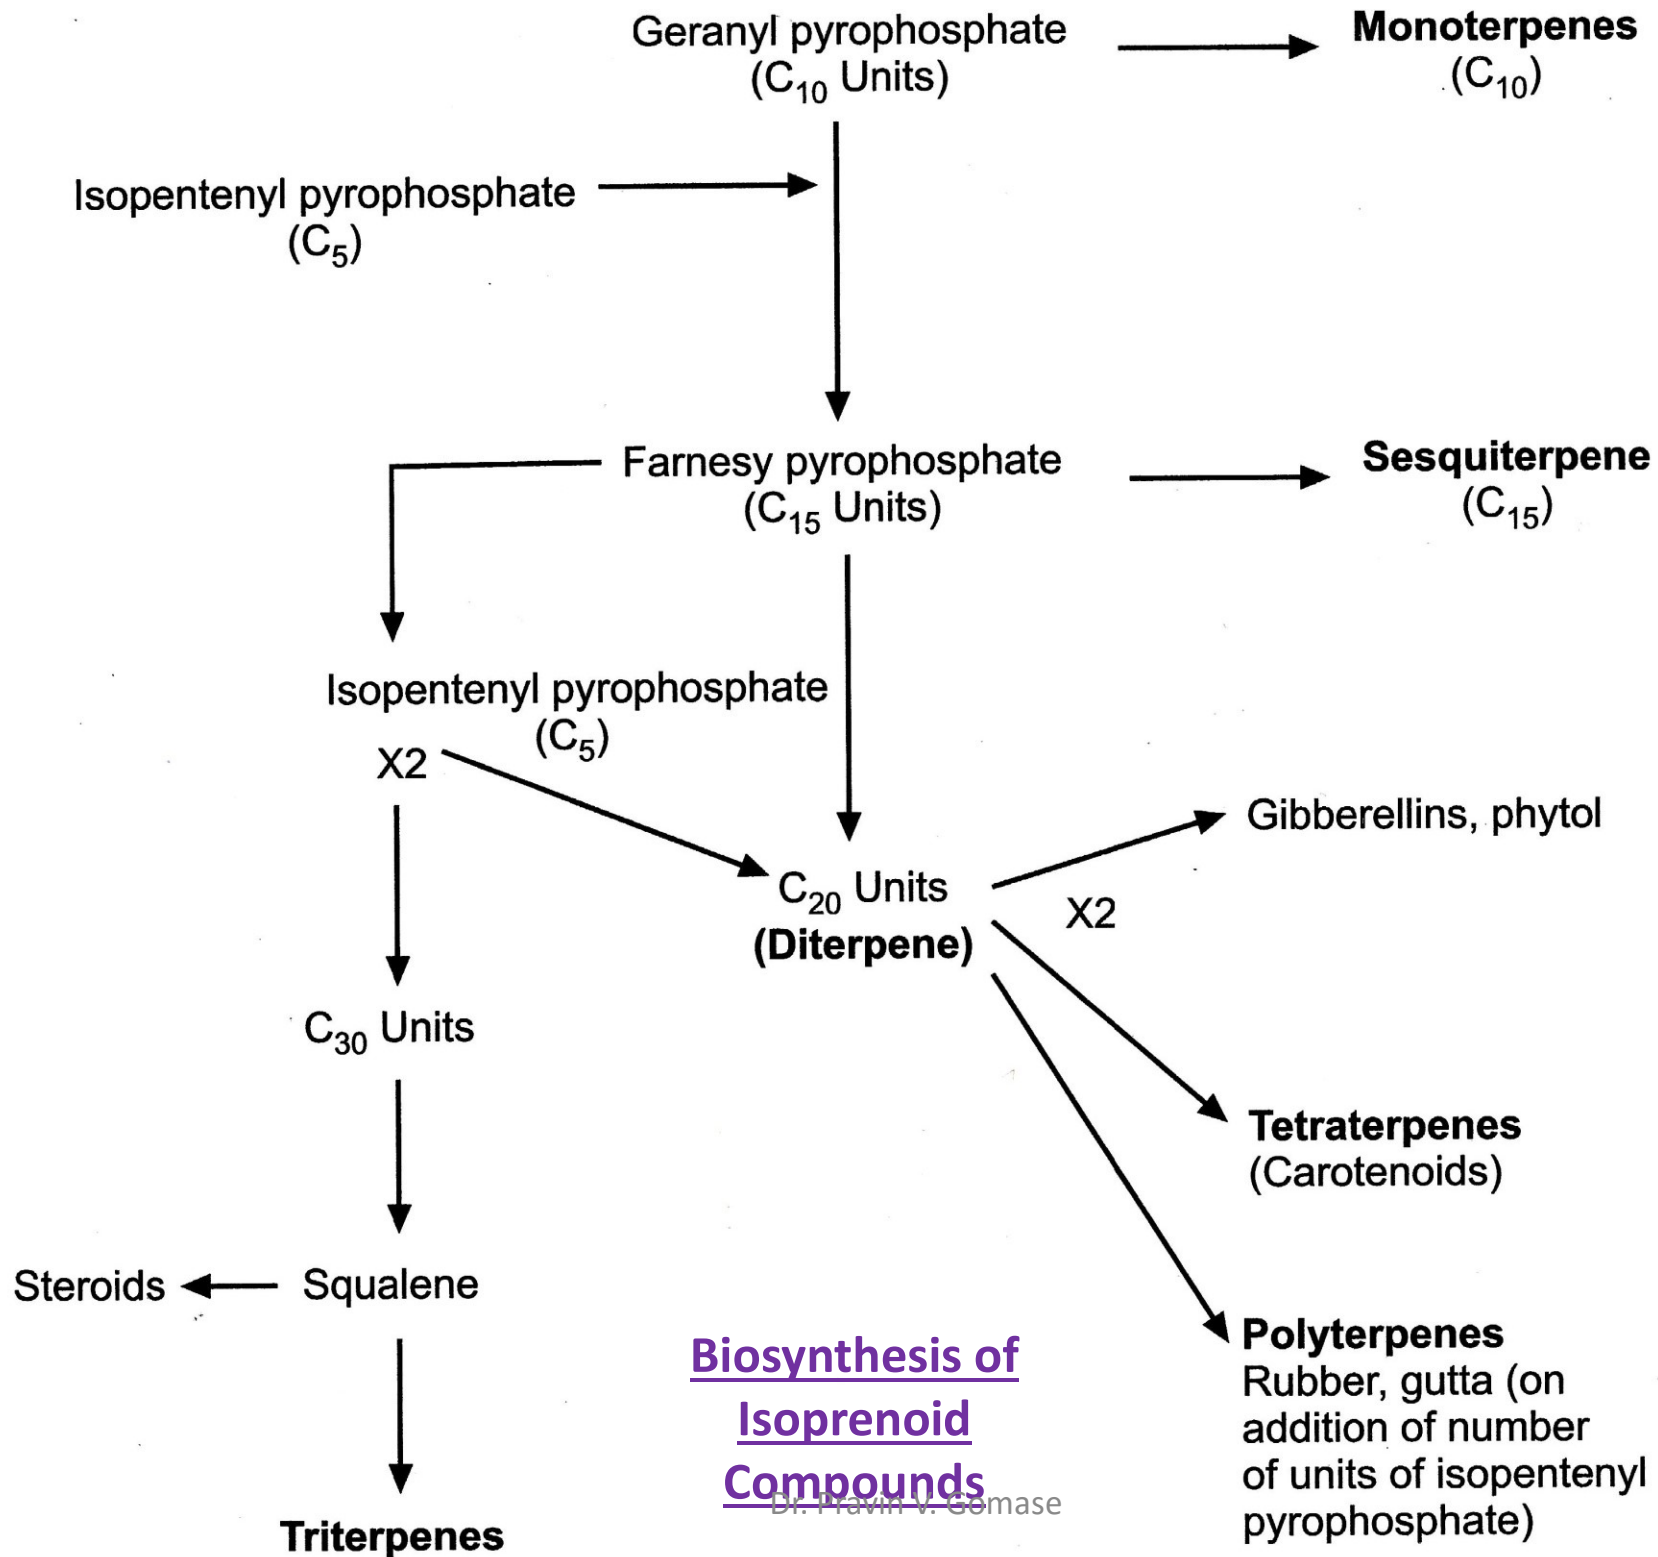 Geranyl pyrophosphate
(C₁₀ Units)
Monoterpenes
(C₁₀)
Isopentenyl pyrophosphate
(C₅)
Farnesy pyrophosphate
(C₁₅ Units)
Sesquiterpene
(C₁₅)
Isopentenyl pyrophosphate
(C₅)
X2
Gibberellins, phytol
C₂₀ Units
(Diterpene)
X2
C₃₀ Units
Tetraterpenes
(Carotenoids)
Steroids
Squalene
Polyterpenes
Rubber, gutta (on
addition of number
of units of isopentenyl
pyrophosphate)
Biosynthesis of
Isoprenoid
Compounds
Dr. Pravin V. Gomase
Triterpenes